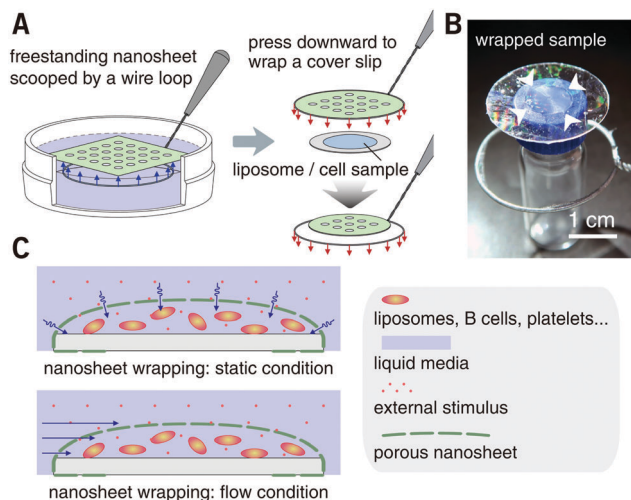 A
freestanding nanosheet
scooped by a wire loop
press downward to
wrap a cover slip
liposome / cell sample
B
wrapped sample
1 cm
C
nanosheet wrapping: static condition
nanosheet wrapping: flow condition
liposomes, B cells, platelets...
liquid media
external stimulus
porous nanosheet